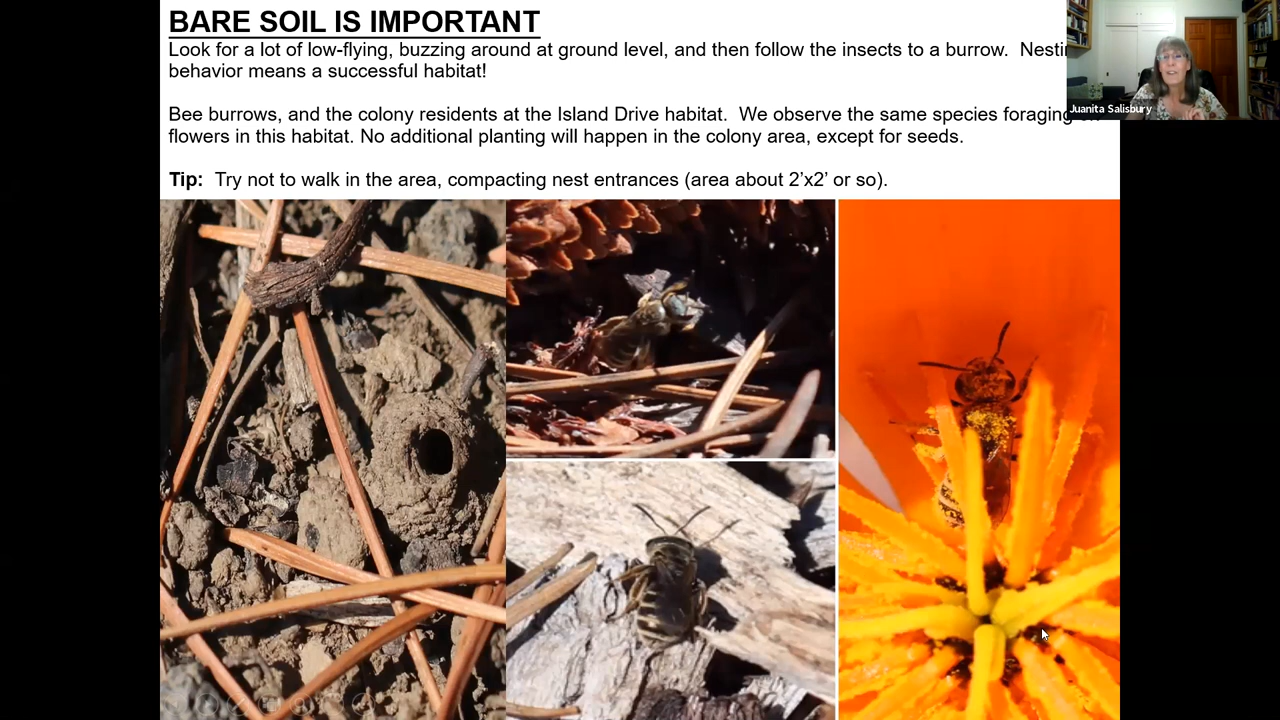 BARE SOIL IS IMPORTANT
Look for a lot of low-flying, buzzing around at ground level, and then follow the insects to a burrow. Nesti
behavior means a successful habitat!
Juanita Salisbury
Bee burrows, and the colony residents at the Island Drive habitat. We observe the same species foraging
flowers in this habitat. No additional planting will happen in the colony area, except for seeds.
Tip: Try not to walk in the area, compacting nest entrances (area about 2’x2’ or so).